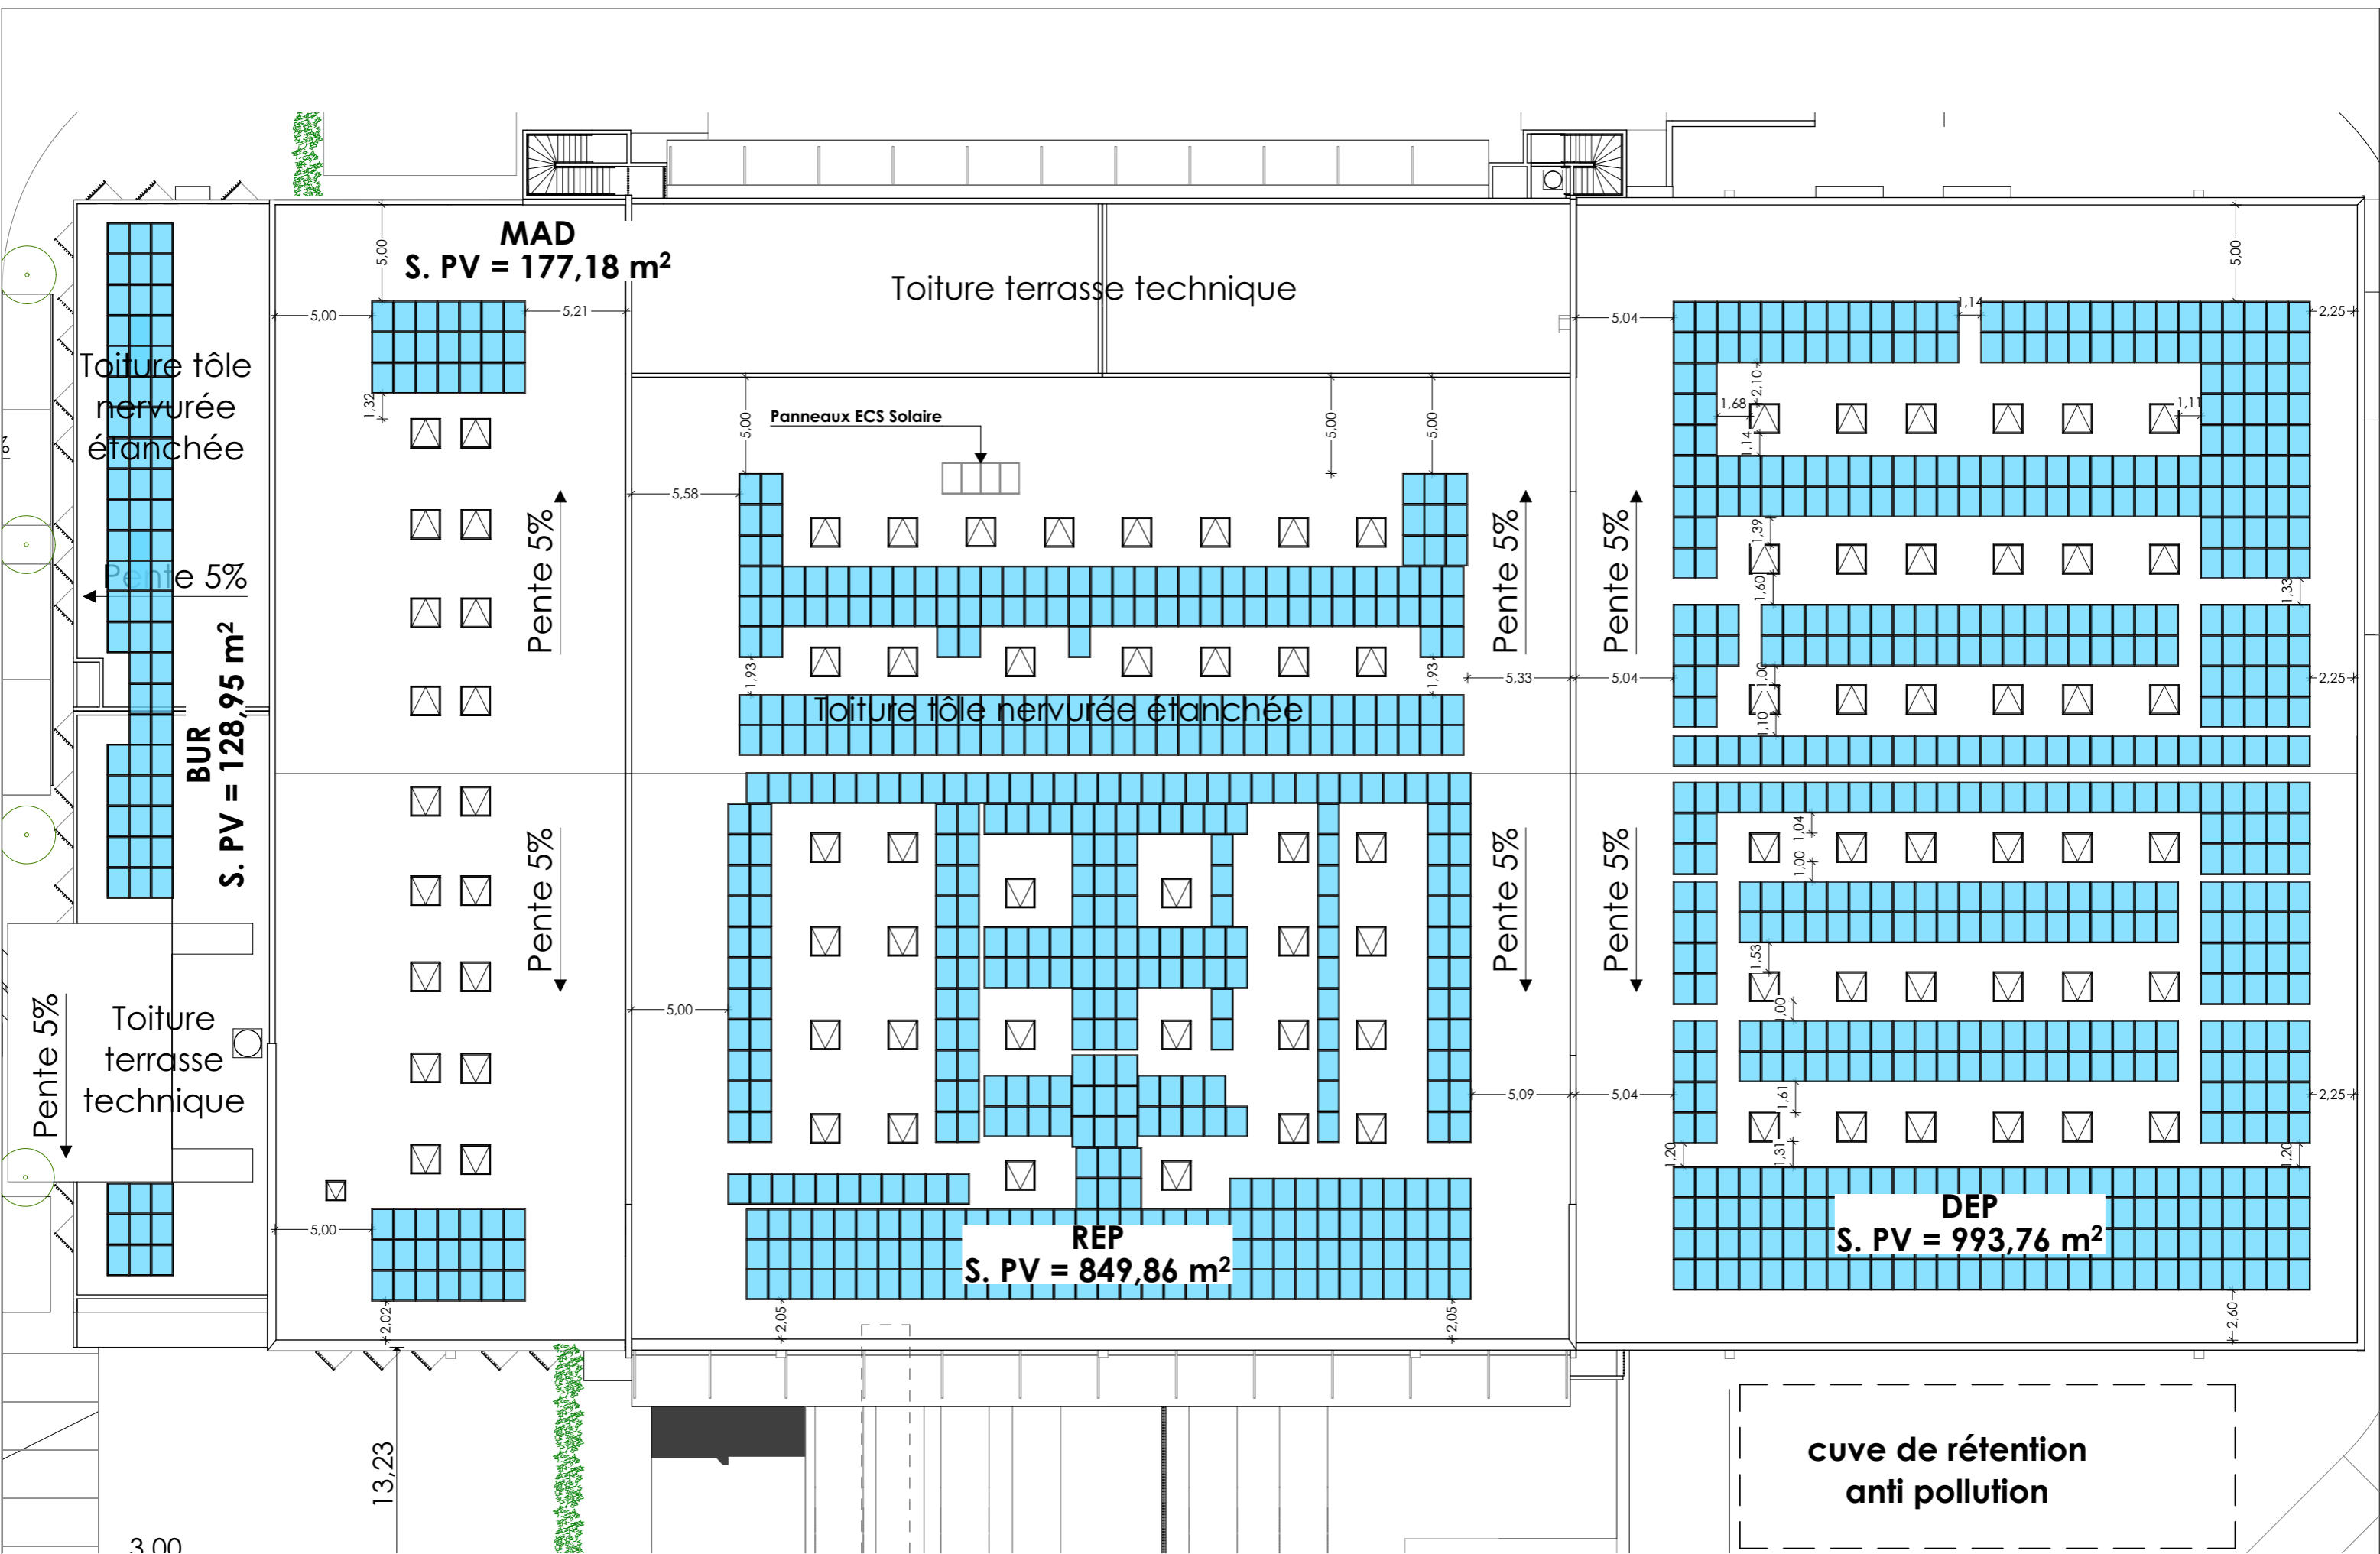 MAD
S. PV = 177,18 m²
5,00
5,00
5,21
1,32
Toiture terrasse technique
Toiture tôle
nervurée
étanchée
Pente 5%
BUR
S. PV = 128,95 m²
Pente 5%
Toiture
terrasse
technique
Pente 5%
Pente 5%
5,00
2,02
13,23
3,00
Panneaux ECS Solaire
5,00
5,00
5,00
5,58
Pente 5%
1,93
1,93
5,33
Toiture tôle nervurée étanchée
Pente 5%
5,00
5,09
REP
S. PV = 849,86 m²
2,05
2,05
5,04
1,14
5,00
2,25
2,10
1,68
1,11
1,14
Pente 5%
1,39
1,60
1,33
5,04
1,00
2,25
1,10
Pente 5%
1,04
1,00
1,53
1,00
5,04
1,61
2,25
1,20
1,31
1,20
DEP
S. PV = 993,76 m²
2,60
cuve de rétention
anti pollution